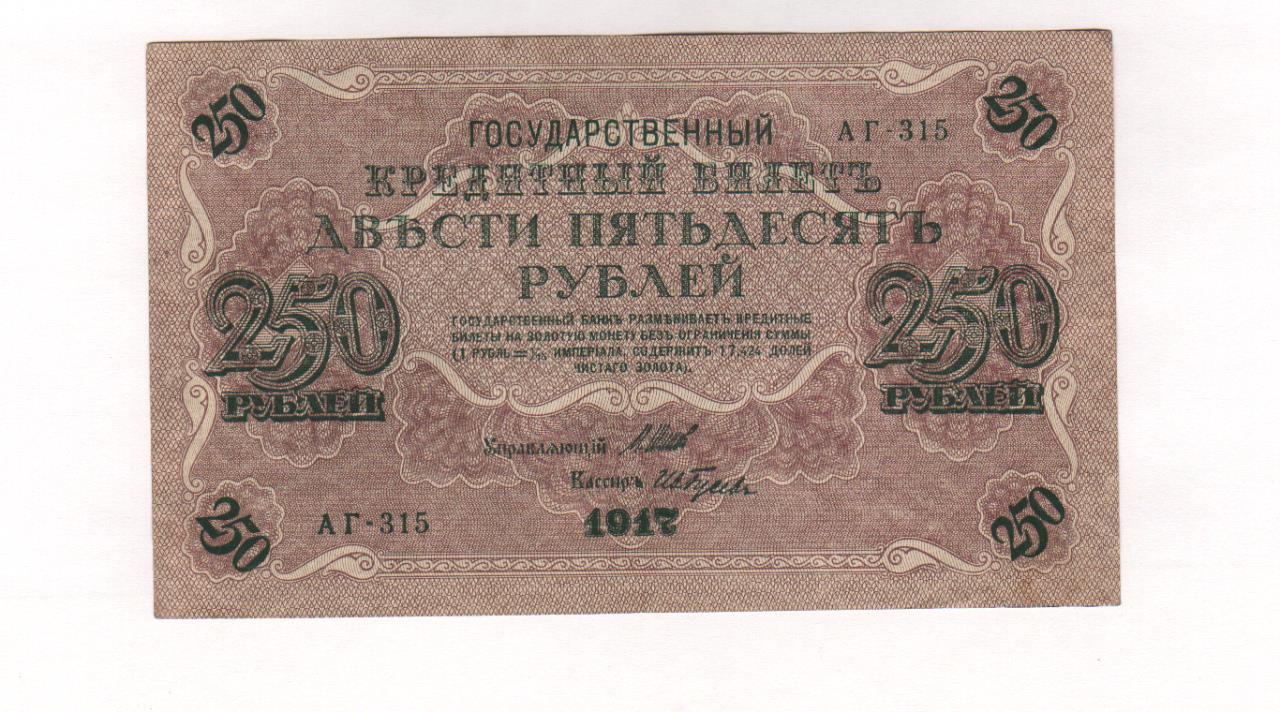 250 250
ГОСУДАРСТВЕННЫЙ АГ-315
КРЕДИТНЫЙ БИЛЕТЪ
ДВѢСТИ ПЯТЬДЕСЯТЪ
РУБЛЕЙ
250 250
РУБЛЕЙ РУБЛЕЙ
ГОСУДАРСТВЕННЫЙ БАНКЪ РАЗМѢНИВАЕТЪ КРЕДИТНЫЕ
БИЛЕТЫ НА ЗОЛОТУЮ МОНЕТУ БЕЗЪ ОГРАНИЧЕНІЯ СУММЫ
(1 РУБЛЬ = 1/15 ИМПЕРІАЛА, СОДЕРЖИТЪ 17,424 ДОЛЕЙ
ЧИСТАГО ЗОЛОТА).
Управляющій
Кассиръ
АГ-315 1917
250 250